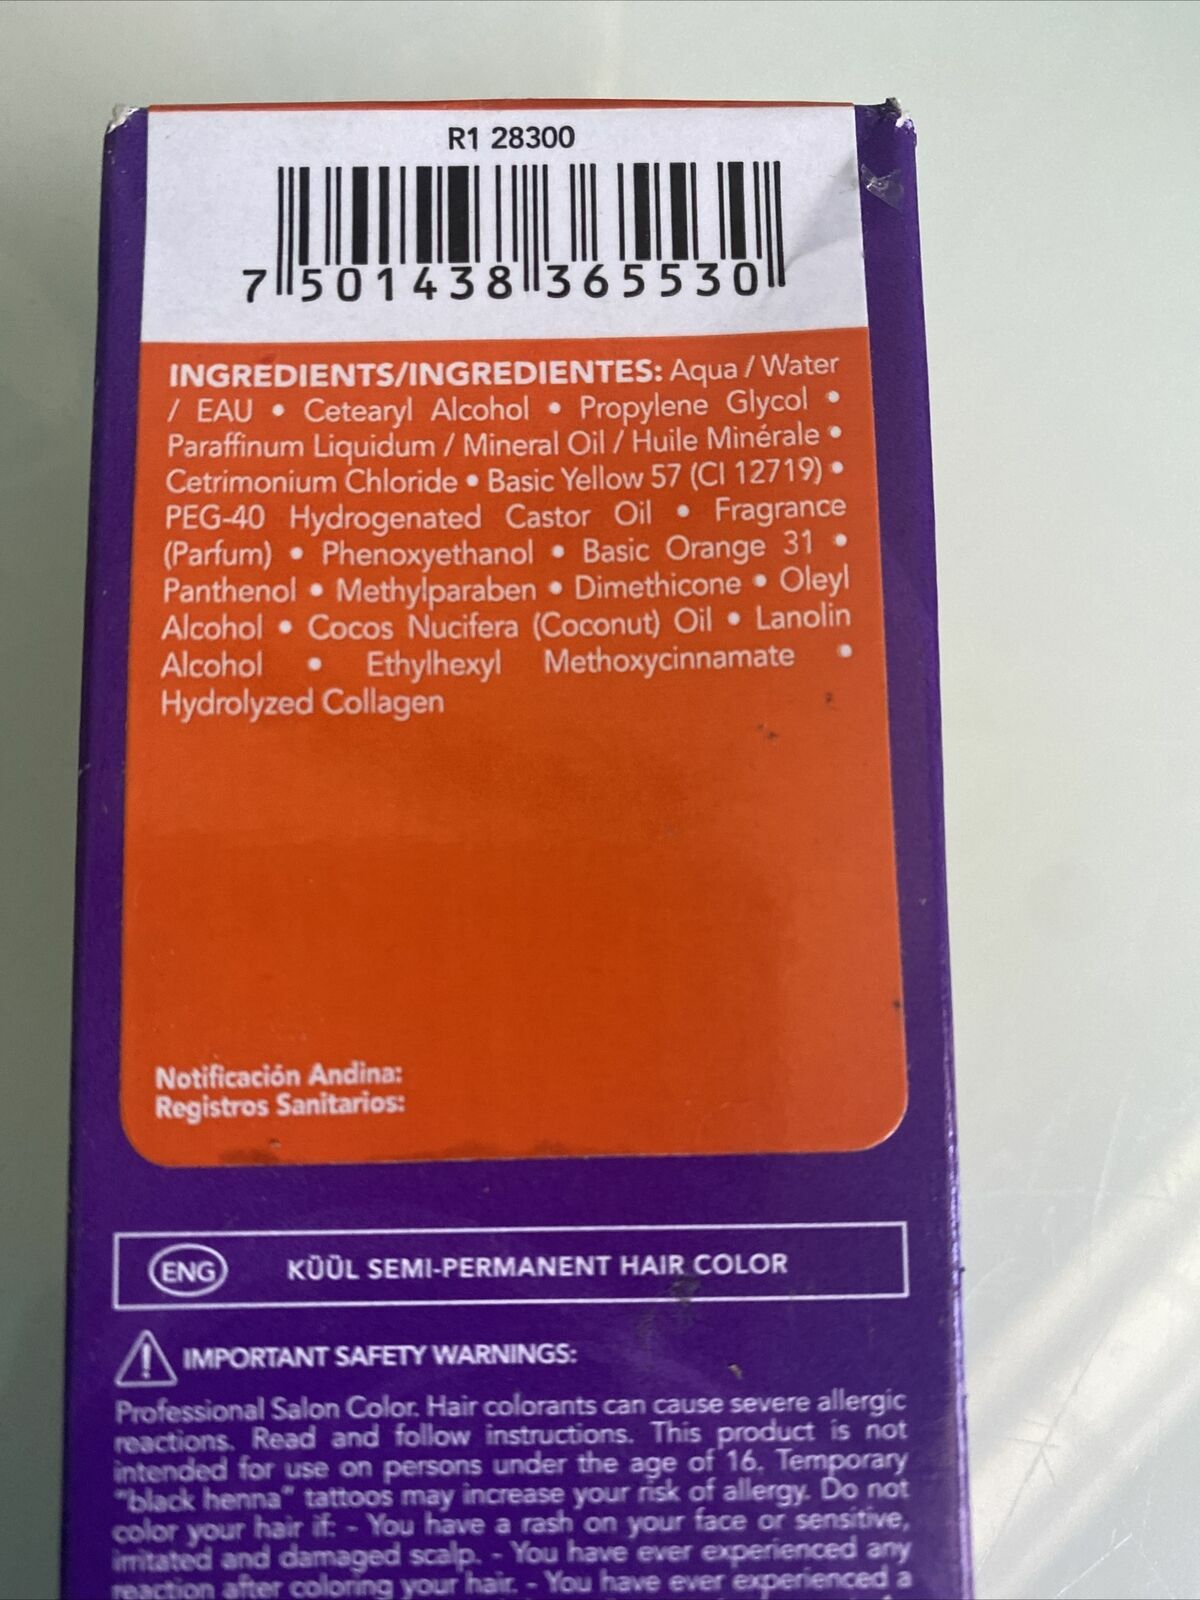 R1 28300
7 501438 365530
INGREDIENTS/INGREDIENTES: Aqua / Water
/ EAU • Cetearyl Alcohol • Propylene Glycol •
Paraffinum Liquidum / Mineral Oil / Huile Minérale •
Cetrimonium Chloride • Basic Yellow 57 (CI 12719) •
PEG-40 Hydrogenated Castor Oil • Fragrance
(Parfum) • Phenoxyethanol • Basic Orange 31 •
Panthenol • Methylparaben • Dimethicone • Oleyl
Alcohol • Cocos Nucifera (Coconut) Oil • Lanolin
Alcohol • Ethylhexyl Methoxycinnamate •
Hydrolyzed Collagen
Notificación Andina:
Registros Sanitarios:
ENG KÜÜL SEMI-PERMANENT HAIR COLOR
IMPORTANT SAFETY WARNINGS:
Professional Salon Color. Hair colorants can cause severe allergic
reactions. Read and follow instructions. This product is not
intended for use on persons under the age of 16. Temporary
"black henna" tattoos may increase your risk of allergy. Do not
color your hair if: - You have a rash on your face or sensitive,
irritated and damaged scalp. - You have ever experienced any
reaction after coloring your hair. - You have ever experienced a